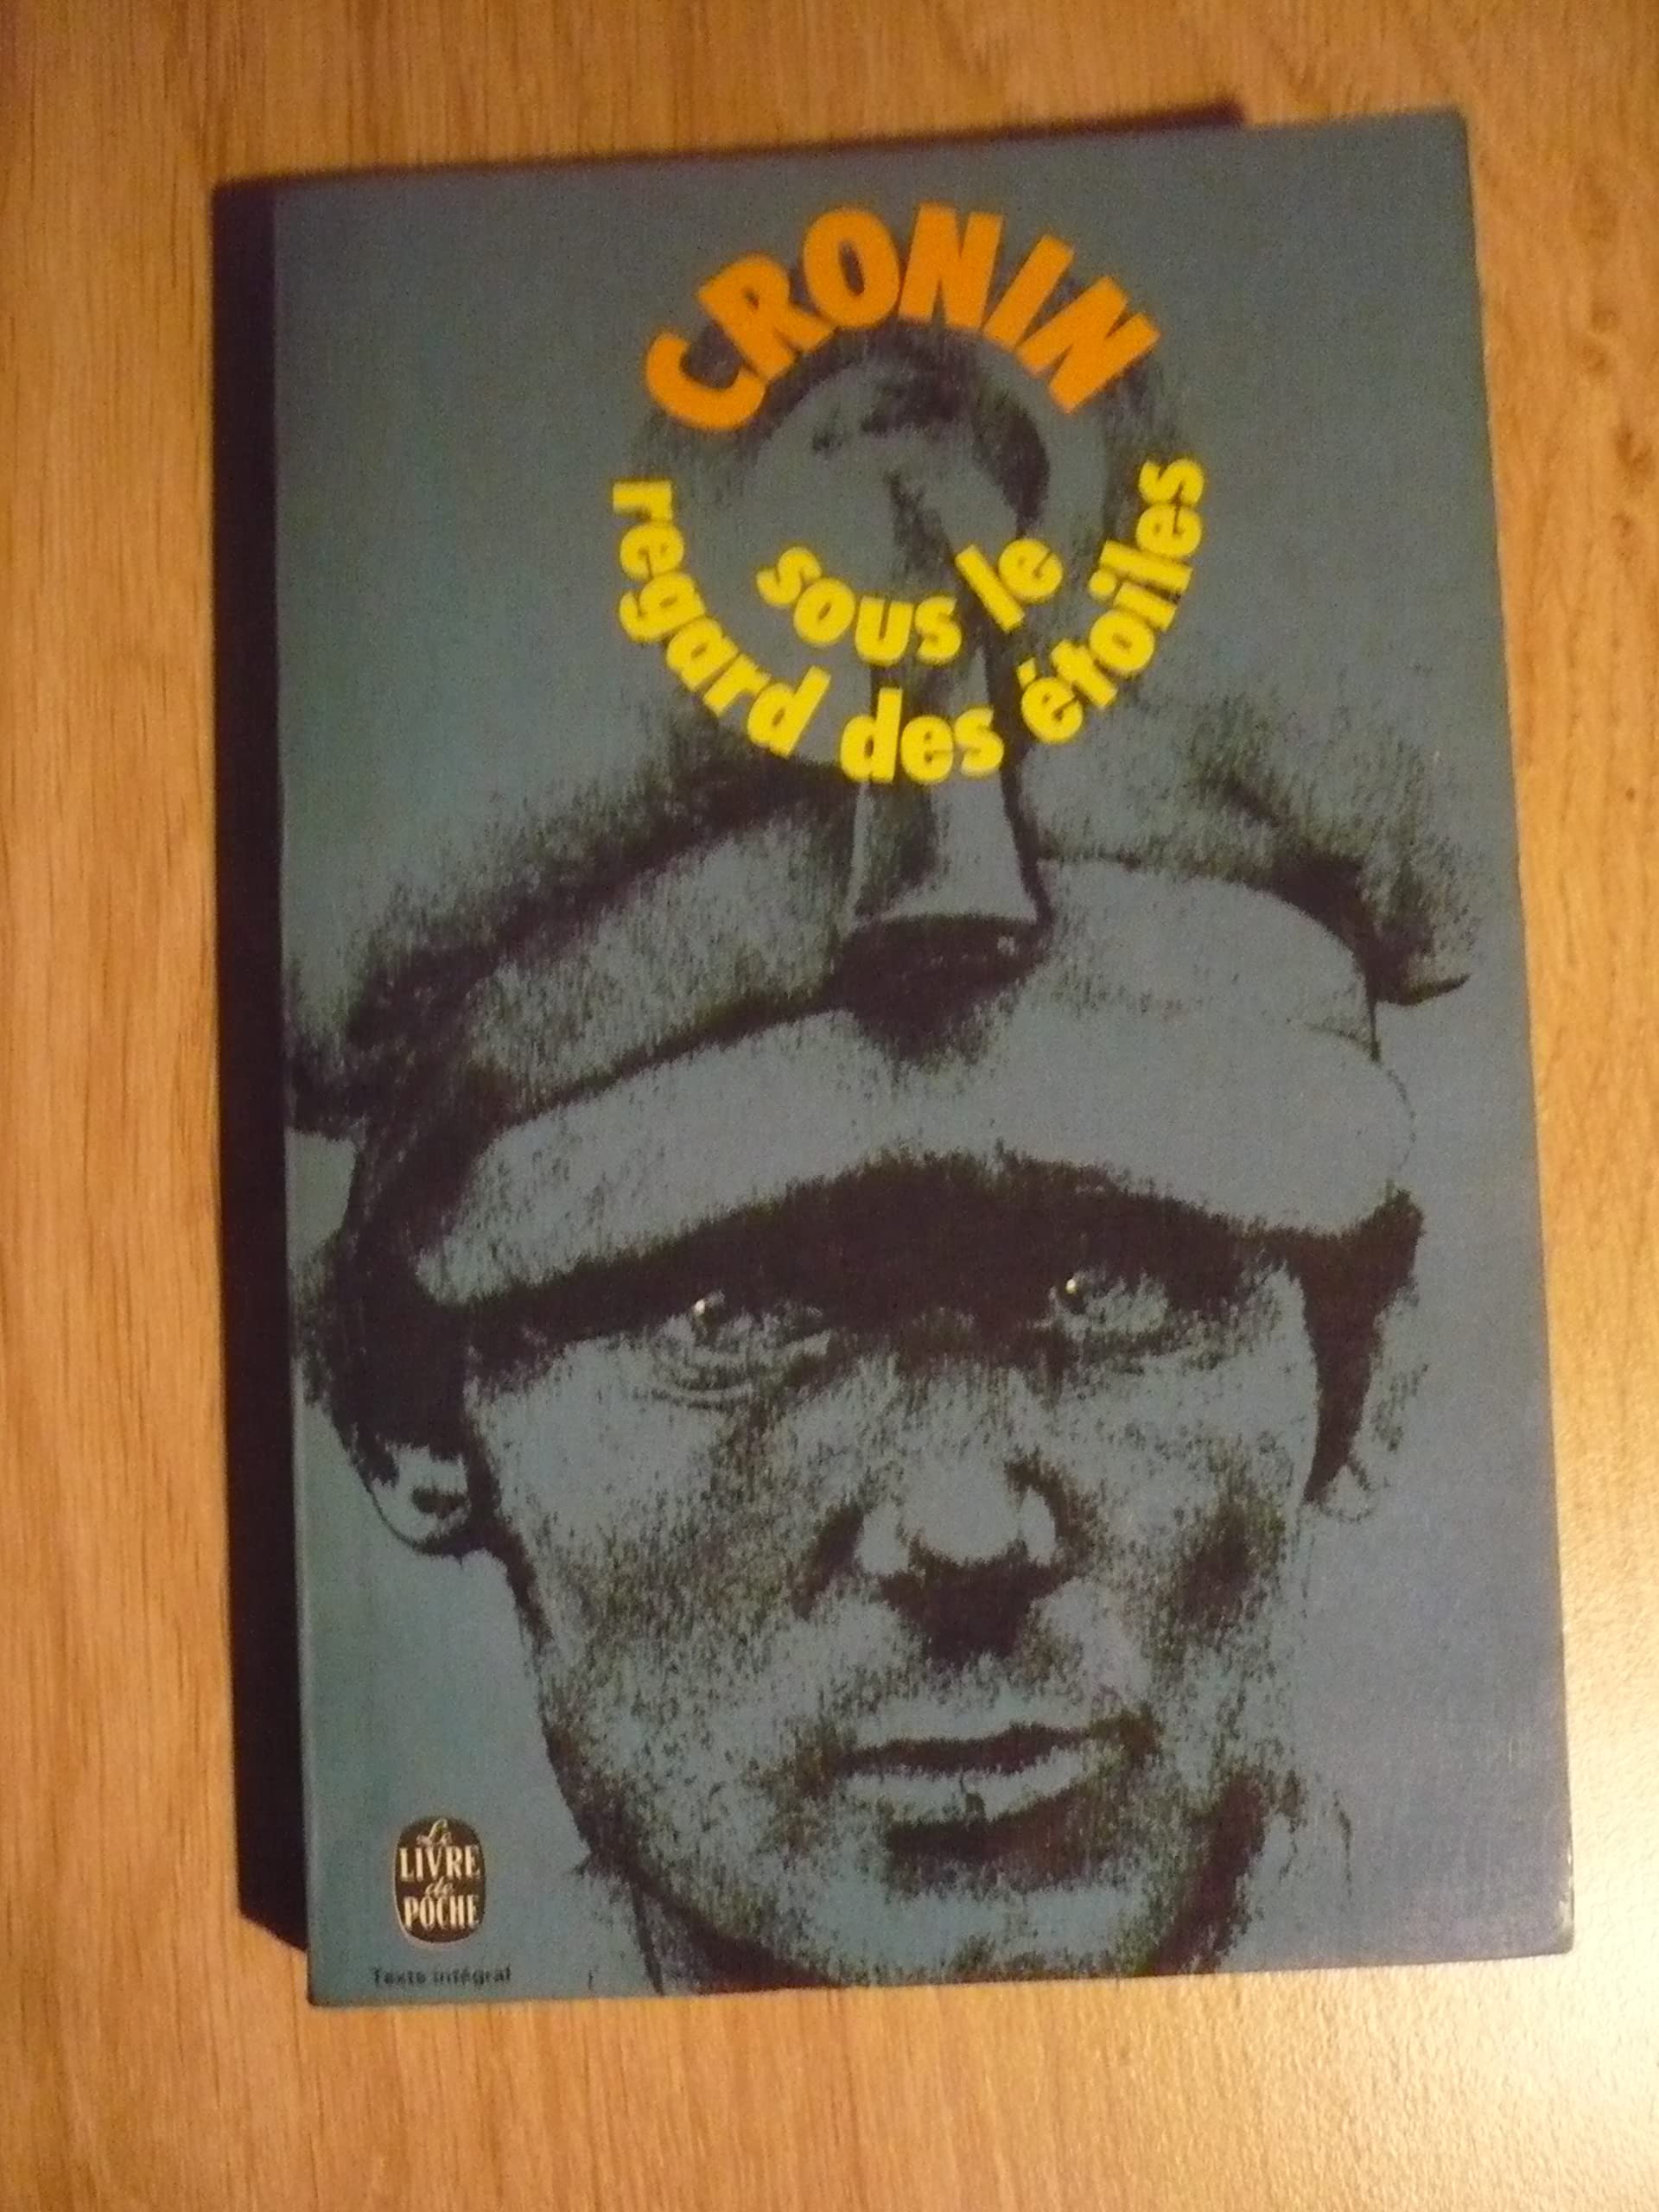 CRONIN
sous le
regard des étoiles
Le
LIVRE
de
POCHE
Texte intégral